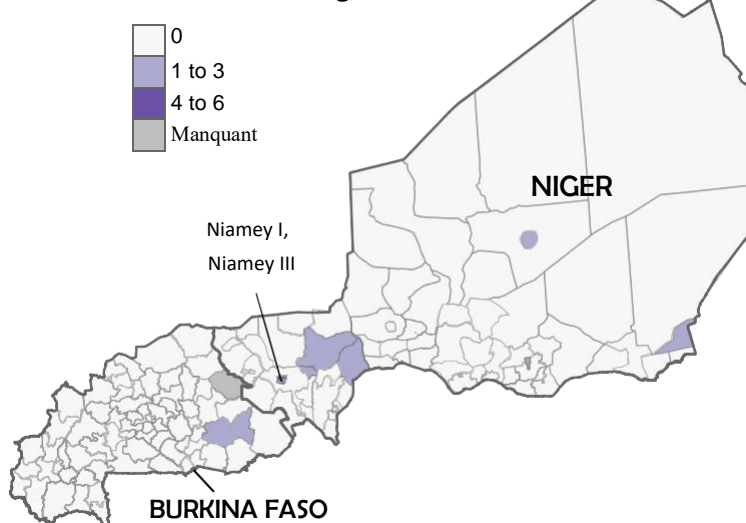 0
1 to 3
4 to 6
Manquant
NIGER
Niamey I,
Niamey III
BURKINA FASO